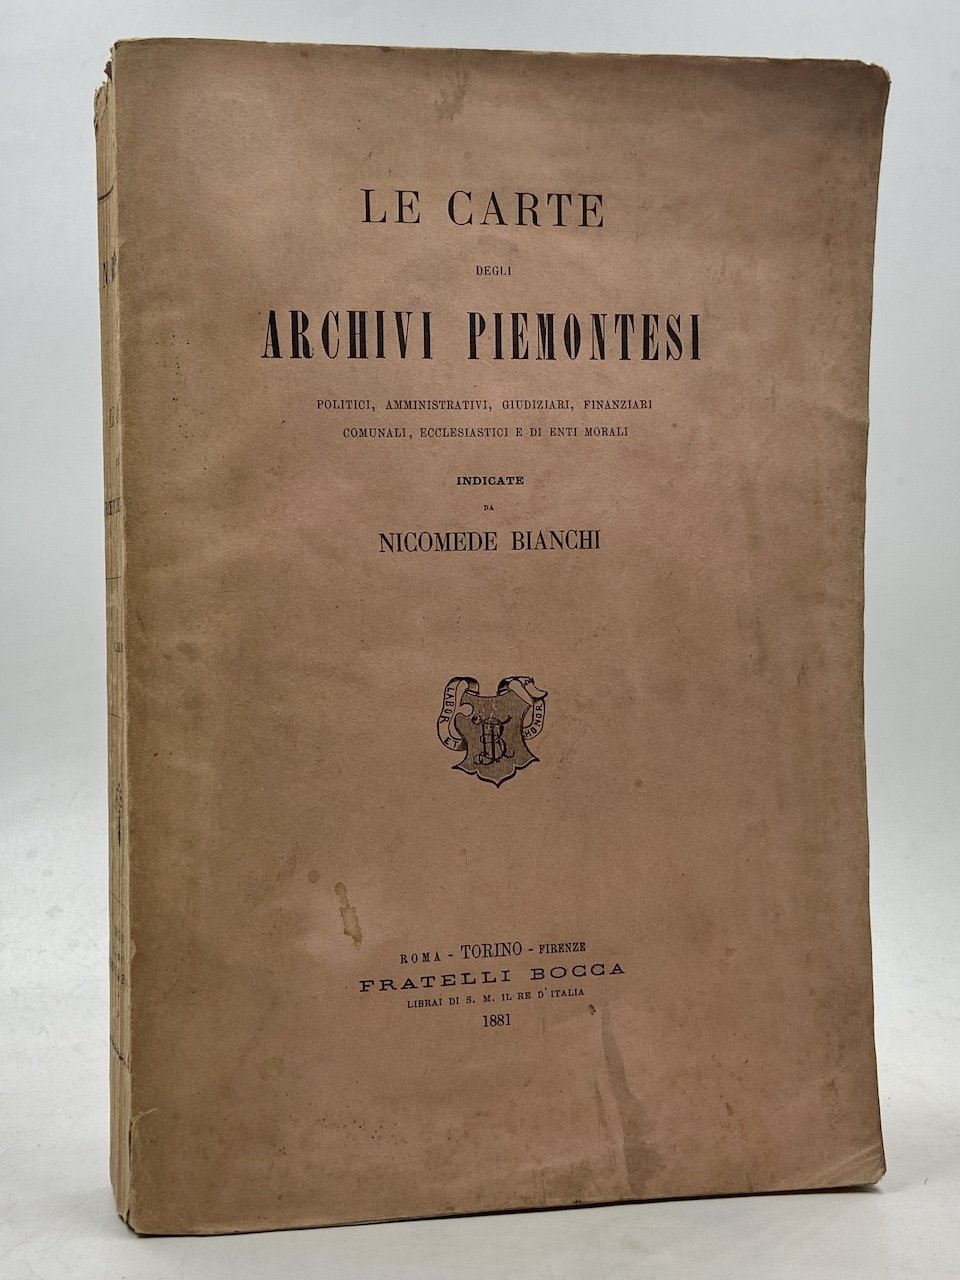 LE CARTE
DEGLI
ARCHIVI PIEMONTESI
POLITICI, AMMINISTRATIVI, GIUDIZIARI, FINANZIARI
COMUNALI, ECCLESIASTICI E DI ENTI MORALI
INDICATE
DA
NICOMEDE BIANCHI
LABOR ET HONOR
ROMA - TORINO - FIRENZE
FRATELLI BOCCA
LIBRAI DI S. M. IL RE D'ITALIA
1881